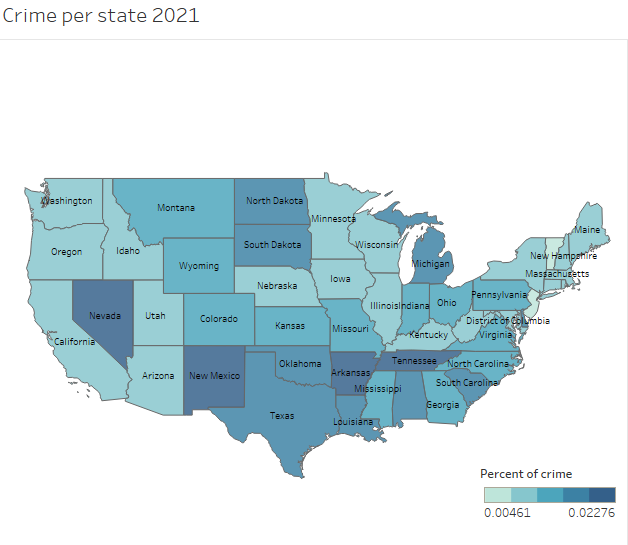 Crime per state 2021
Washington
Montana
North Dakota
Minnesota
Maine
Oregon
Idaho
South Dakota
Wisconsin
New Hampshire
Wyoming
Michigan
Massachusetts
Nebraska
Iowa
Pennsylvania
Nevada
Utah
Colorado
Kansas
Missouri
Illinois
Indiana
Ohio
District of Columbia
California
Kentucky
Virginia
Arizona
New Mexico
Oklahoma
Arkansas
Tennessee
North Carolina
Mississippi
South Carolina
Texas
Louisiana
Georgia
Percent of crime
0.00461 0.02276